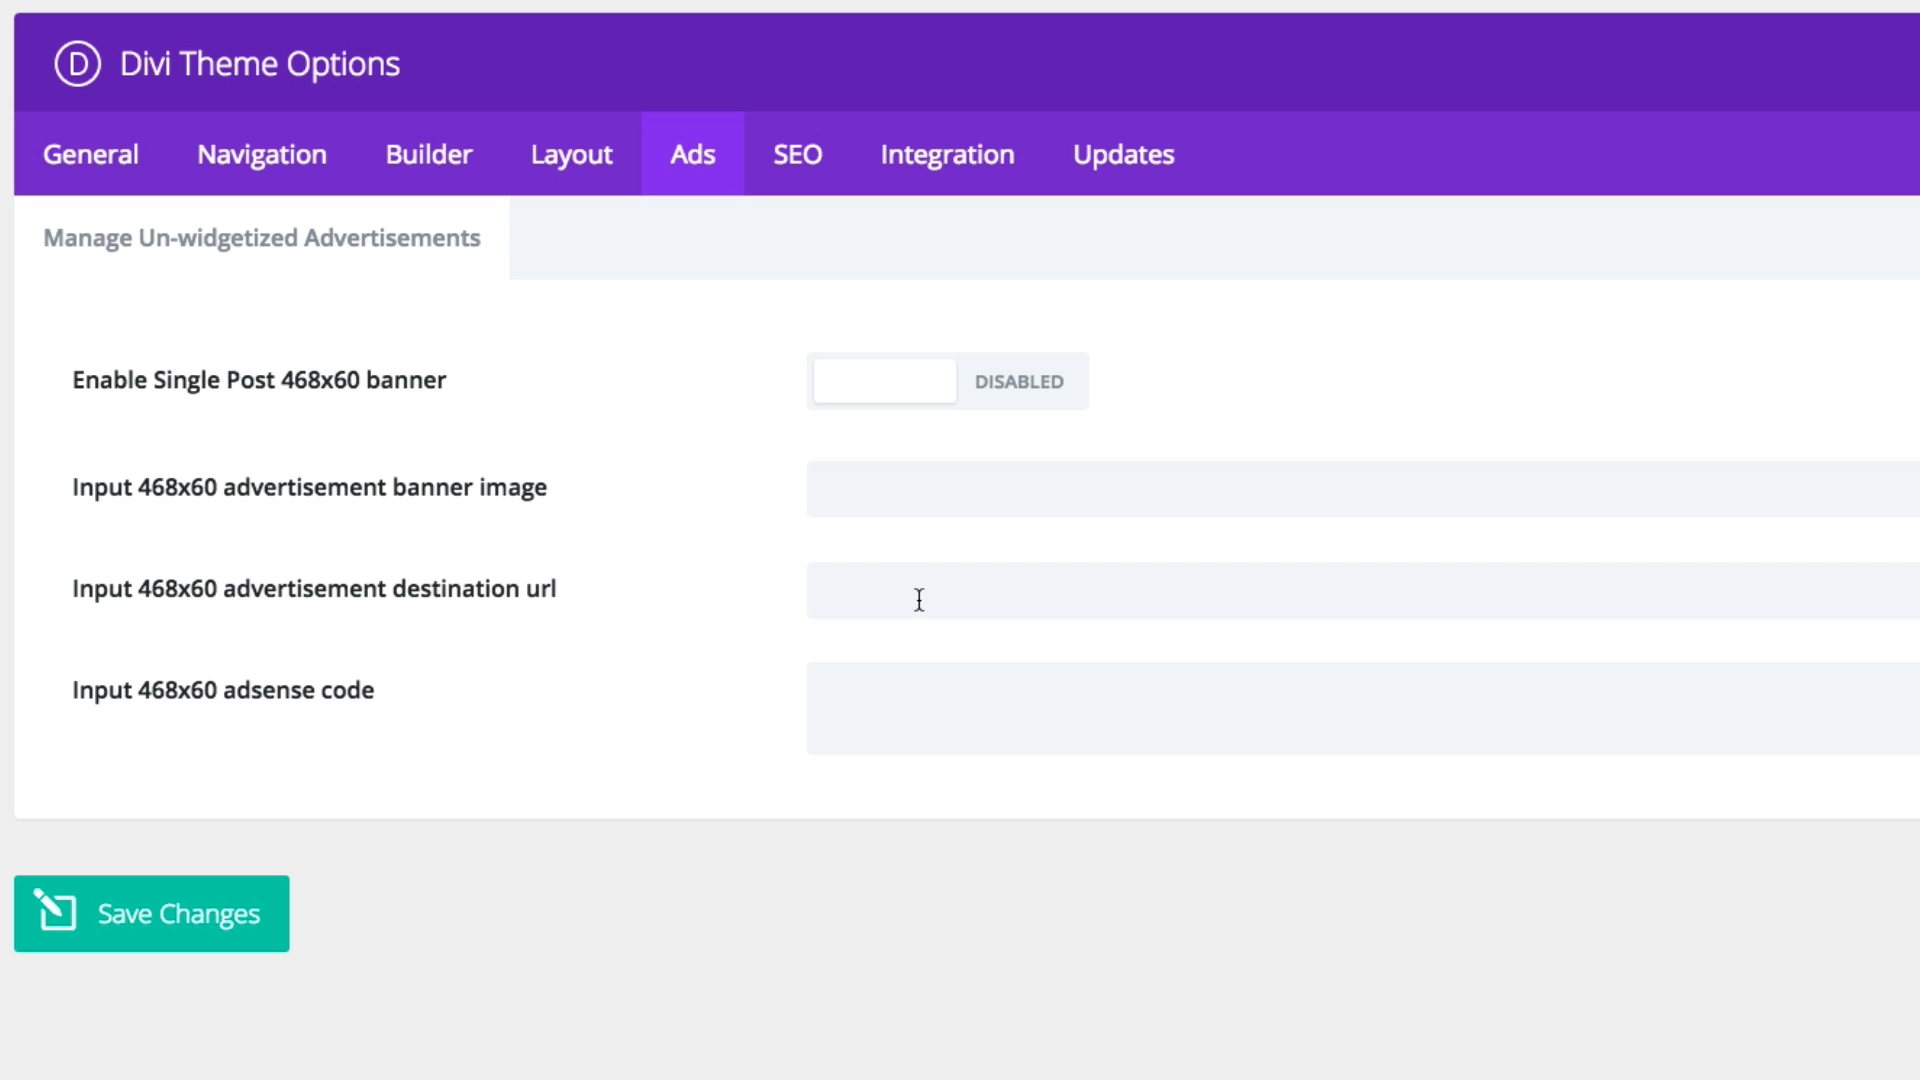 D Divi Theme Options
General Navigation Builder Layout Ads SEO Integration Updates
Manage Un-widgetized Advertisements
Enable Single Post 468x60 banner DISABLED
Input 468x60 advertisement banner image
Input 468x60 advertisement destination url
Input 468x60 adsense code
Save Changes